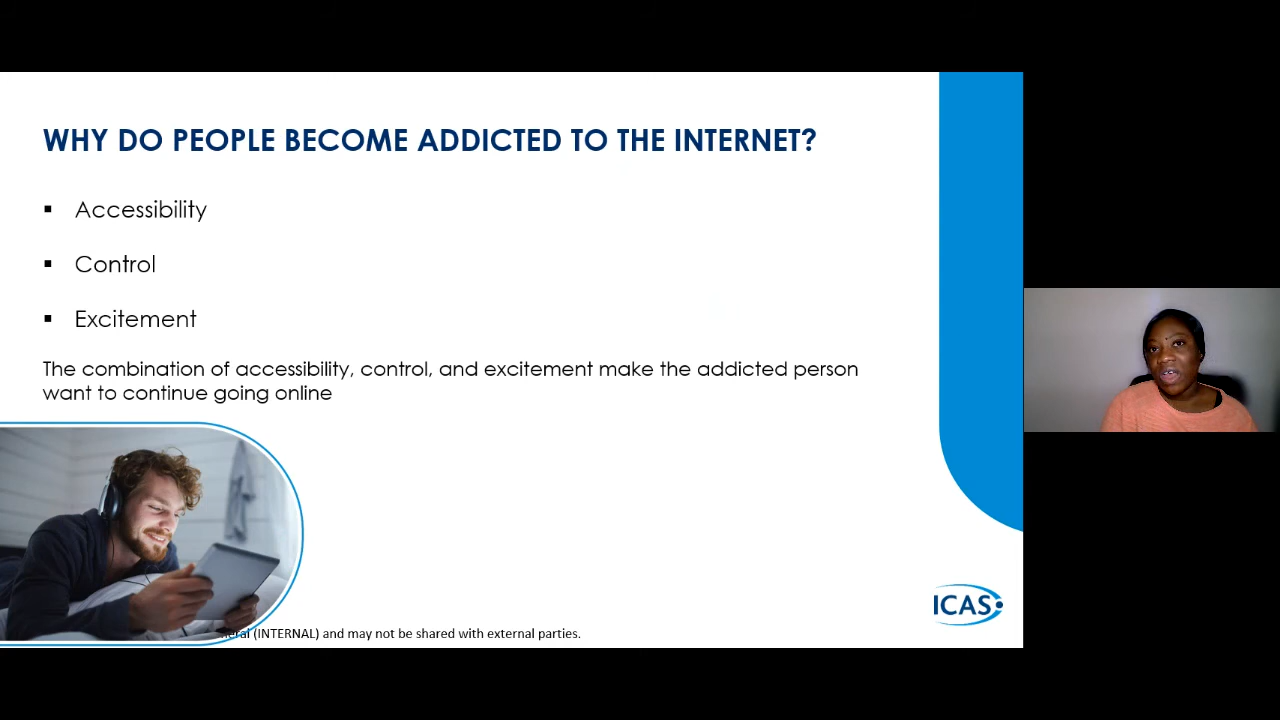 WHY DO PEOPLE BECOME ADDICTED TO THE INTERNET?
▪ Accessibility
▪ Control
▪ Excitement
The combination of accessibility, control, and excitement make the addicted person
want to continue going online
(INTERNAL) and may not be shared with external parties.
ICAS